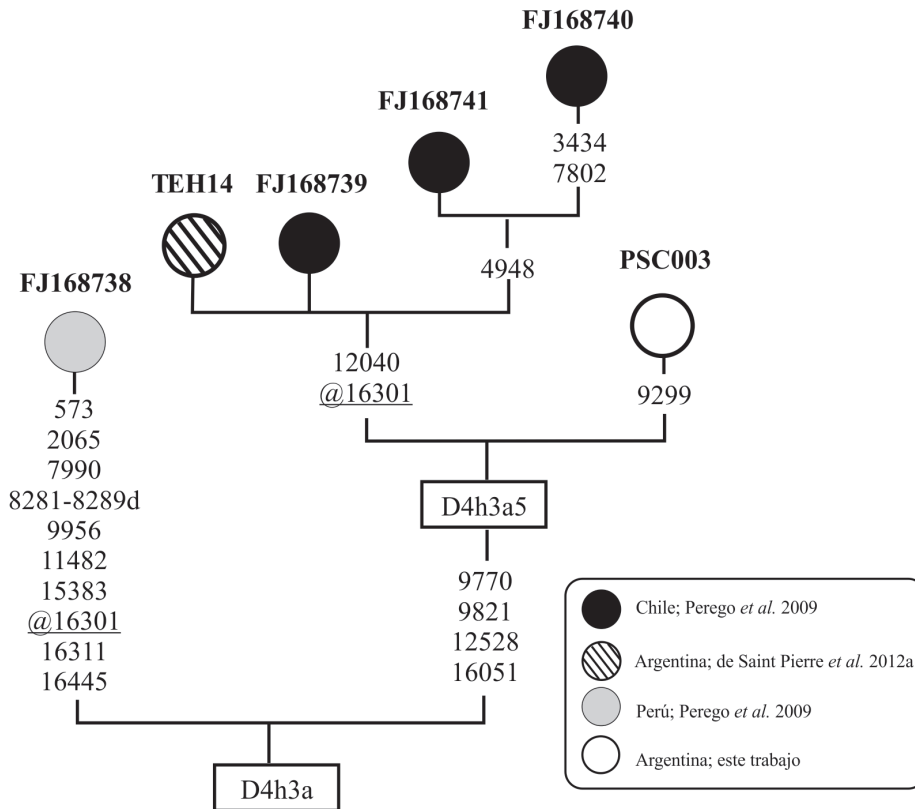 FJ168740
FJ168741
3434
7802
TEH14
FJ168739
4948
PSC003
FJ168738
12040
@16301
9299
573
2065
7990
8281-8289d
9956
11482
15383
@16301
16311
16445
D4h3a5
9770
9821
12528
16051
D4h3a
Chile; Perego et al. 2009
Argentina; de Saint Pierre et al. 2012a
Perú; Perego et al. 2009
Argentina; este trabajo